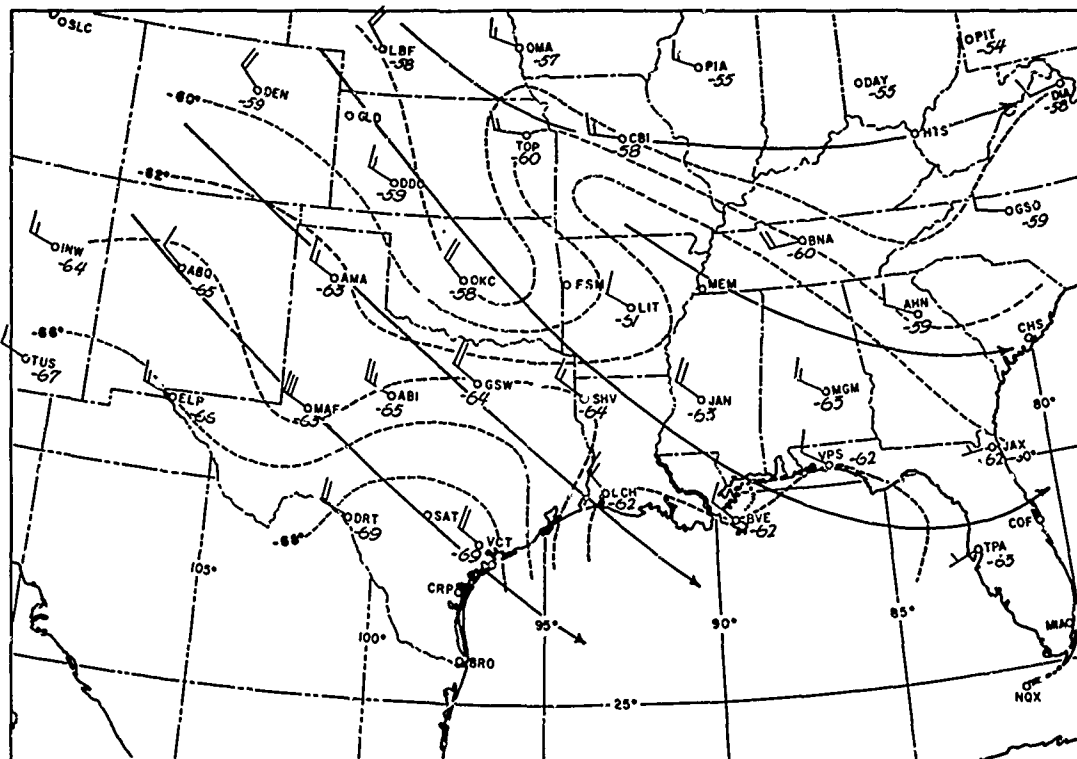 SLC
LBF
-58
OMA
-57
PIA
-55
PIT
-54
DAY
-55
DEN
-59
-60°
GLD
TOP
-60
CBI
-58
HTS
-58
-62°
DDC
-59
GSO
-59
INW
-64
ABQ
-65
AMA
-63
OKC
-58
FSM
LIT
-51
MEM
BNA
-60
AHN
-59
CHS
-66°
TUS
-67
ELP
-66
MAF
-65
ABI
-65
GSW
-64
SHV
-64
JAN
-63
MGM
-63
80°
JAX
-62
30°
VPS
-62
-68°
DRT
-69
SAT
VCT
-69
LCH
-62
BVE
-62
COF
TPA
-63
105°
CRP
100°
95°
90°
85°
MIA
BRO
25°
NQX